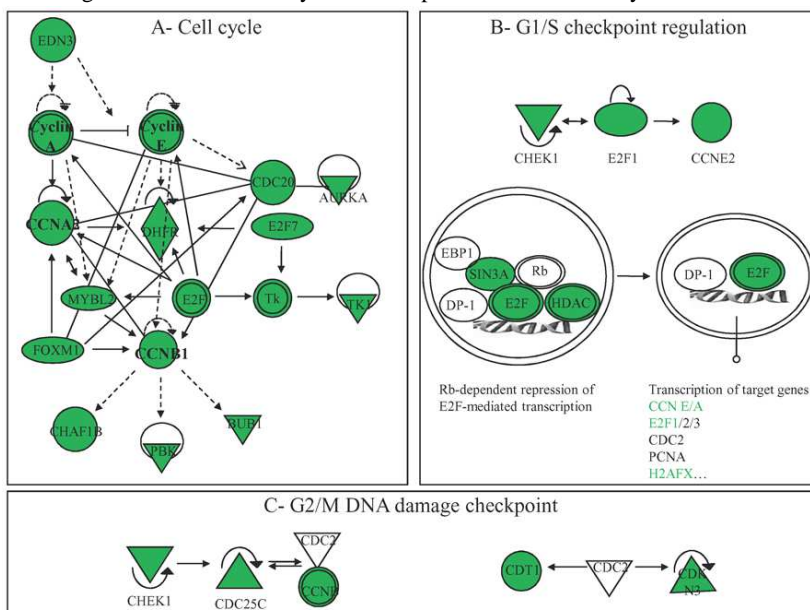 A- Cell cycle
EDN3
Cyclin A
Cyclin E
CDC20
AURKA
CCNA2
DHFR
E2F7
MYBL2
E2F
Tk
TK1
FOXM1
CCNB1
CHAF1B
PBK
BUB1
B- G1/S checkpoint regulation
CHEK1
E2F1
CCNE2
EBP1
SIN3A
Rb
DP-1
E2F
HDAC
DP-1
E2F
Rb-dependent repression of
E2F-mediated transcription
Transcription of target genes
CCN E/A
E2F1/2/3
CDC2
PCNA
H2AFX...
C- G2/M DNA damage checkpoint
CHEK1
CDC25C
CDC2
CDT1
CDC2
CDK
N3